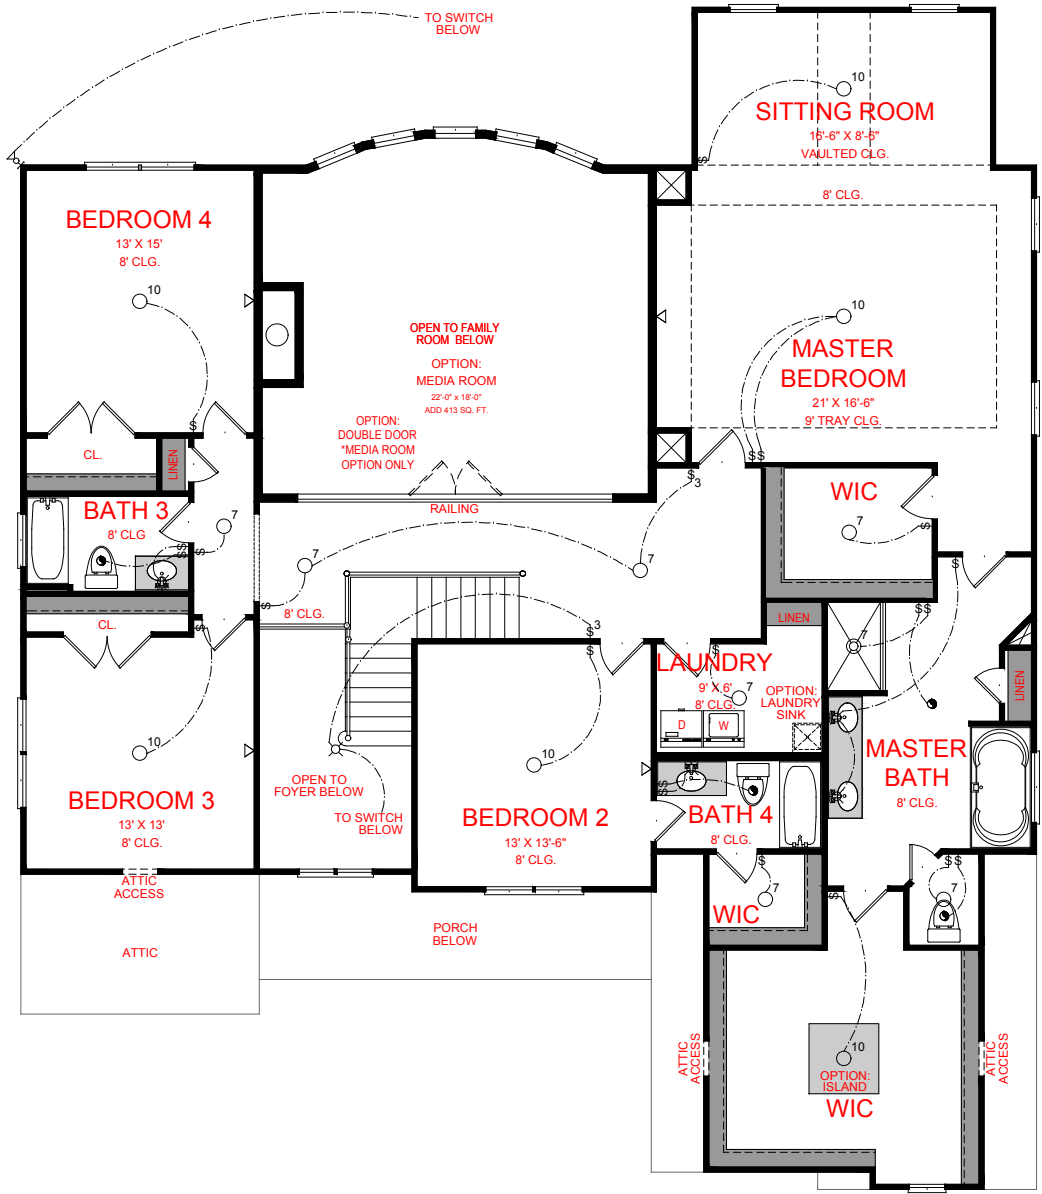 TO SWITCH
BELOW
10
SITTING ROOM
16'-6" X 8'-6"
VAULTED CLG.
$
8' CLG.
BEDROOM 4
13' X 15'
8' CLG.
10
$
10
MASTER
BEDROOM
21' X 16'-6"
9' TRAY CLG.
$$
OPEN TO FAMILY
ROOM BELOW
OPTION:
MEDIA ROOM
22'-0" x 18'-0"
ADD 413 SQ. FT.
OPTION:
DOUBLE DOOR
*MEDIA ROOM
OPTION ONLY
RAILING
CL.
LINEN
BATH 3
8' CLG
$
$
$
7
7
7
$
3
8' CLG.
$
WIC
7
$
$
$$
LINEN
7
CL.
$
BEDROOM 3
10
13' X 13'
8' CLG.
3
$
$
LAUNDRY
9' X 6'
8' CLG.
$
7
OPTION:
LAUNDRY
SINK
D
W
LINEN
MASTER
BATH
8' CLG.
$
$
OPEN TO
FOYER BELOW
TO SWITCH
BELOW
10
BEDROOM 2
13' X 13'-6"
8' CLG.
$
$
BATH 4
8' CLG.
$
WIC
7
$$
7
$
ATTIC
ACCESS
ATTIC
PORCH
BELOW
ATTIC
ACCESS
10
OPTION:
ISLAND
WIC
ATTIC
ACCESS